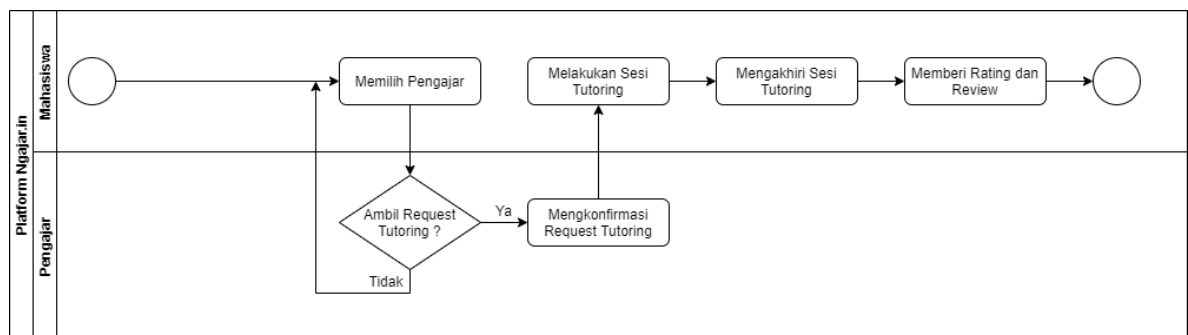 Platform Ngajar.in
Mahasiswa
Memilih Pengajar
Melakukan Sesi
Tutoring
Mengakhiri Sesi
Tutoring
Memberi Rating dan
Review
Pengajar
Ambil Request
Tutoring ?
Ya
Mengkonfirmasi
Request Tutoring
Tidak